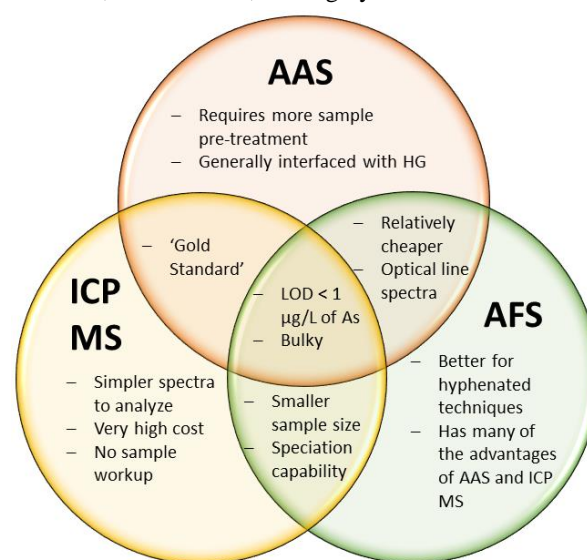 AAS
– Requires more sample
pre-treatment
– Generally interfaced with HG
– 'Gold
Standard'
– Relatively
cheaper
– Optical line
spectra
– LOD < 1
µg/L of As
– Bulky
ICP
MS
– Simpler spectra
to analyze
– Very high cost
– No sample
workup
– Smaller
sample size
– Speciation
capability
AFS
– Better for
hyphenated
techniques
– Has many of
the advantages
of AAS and ICP
MS